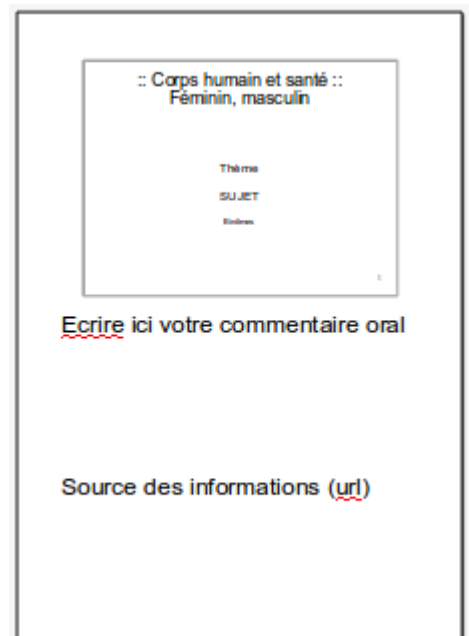 :: Corps humain et santé ::
Féminin, masculin
Thème
SUJET
Ecrire ici votre commentaire oral
Source des informations (url)